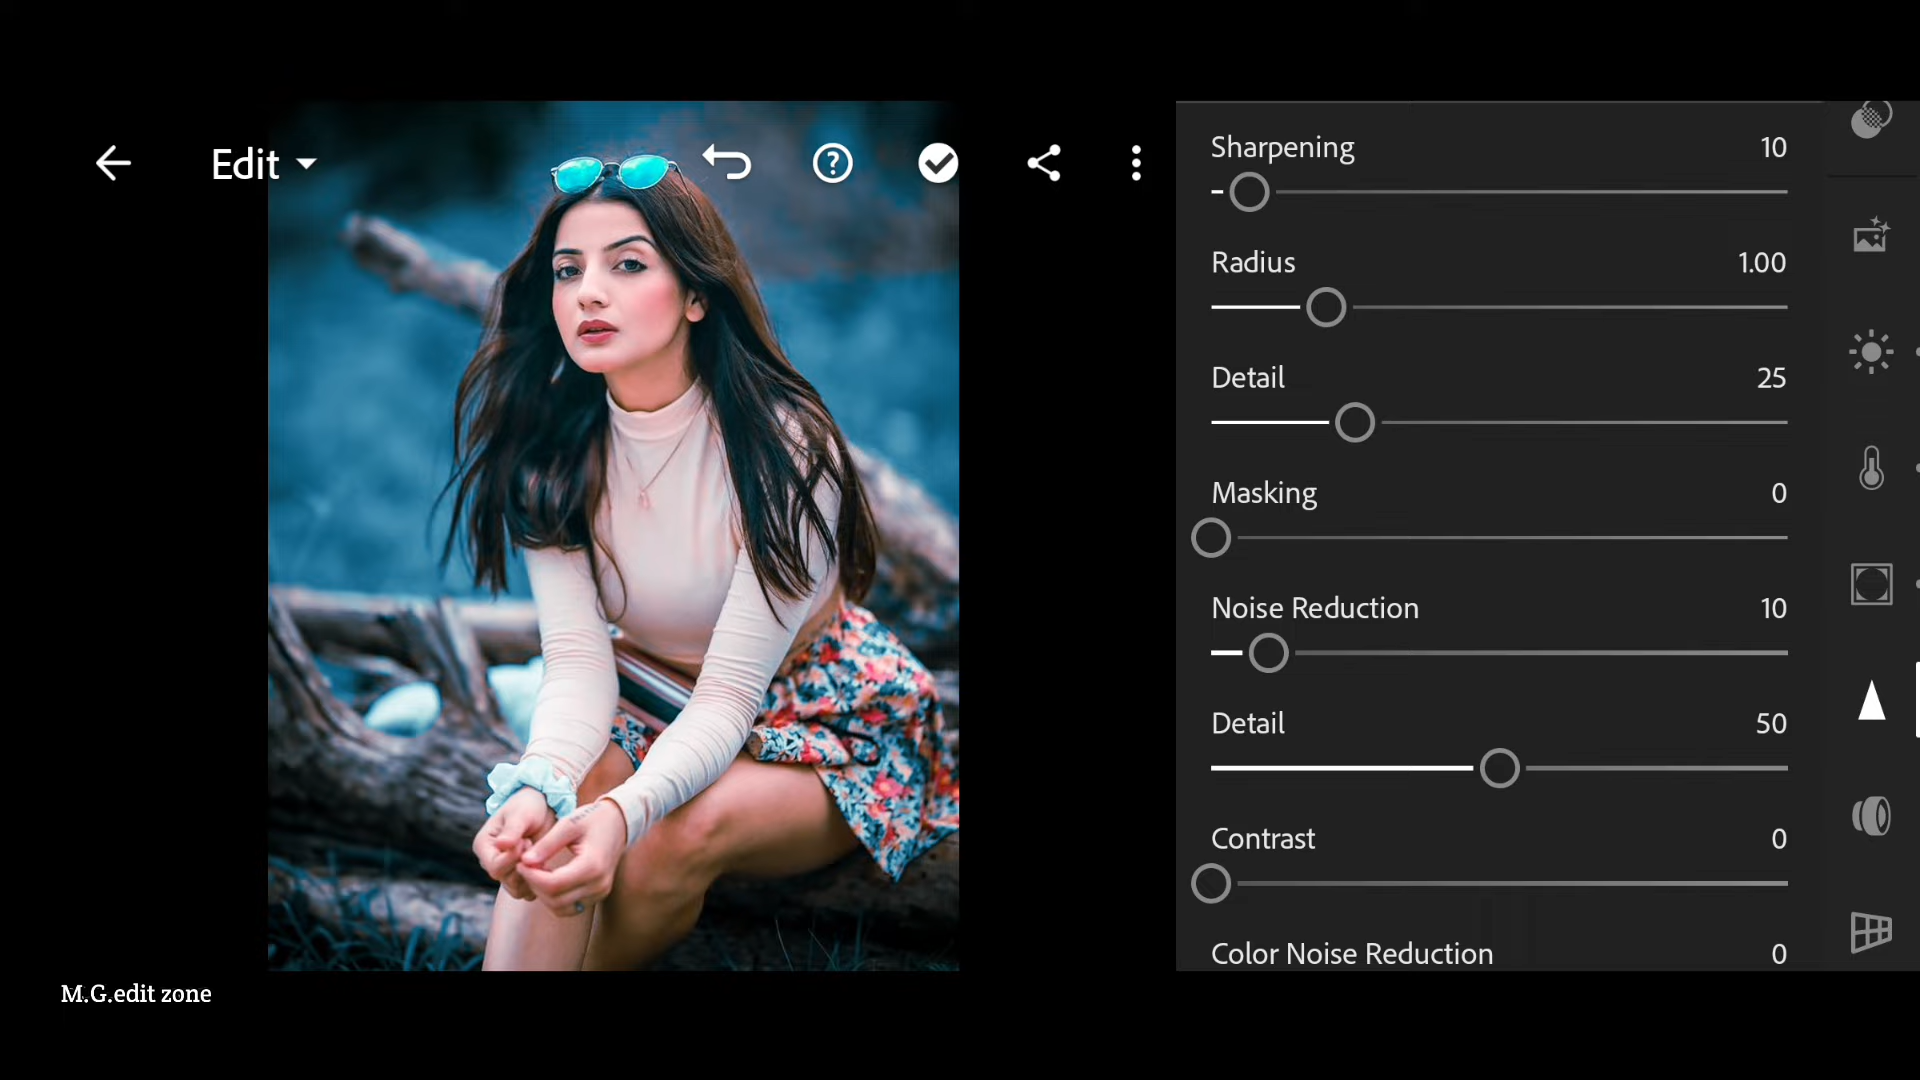 Edit
Sharpening 10
Radius 1.00
Detail 25
Masking 0
Noise Reduction 10
Detail 50
Contrast 0
Color Noise Reduction 0
M.G.edit zone